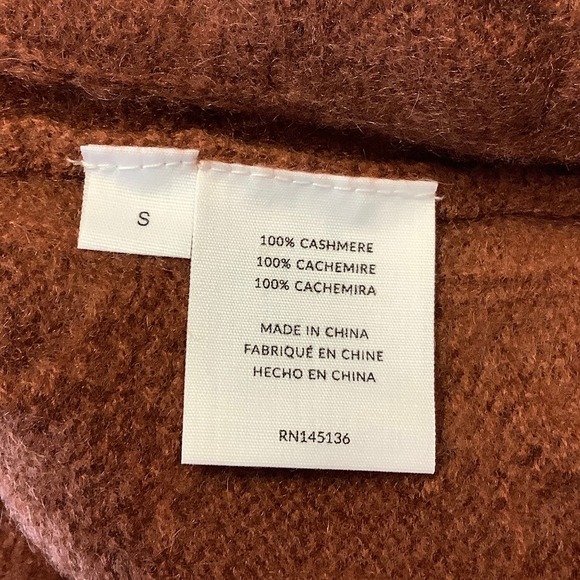 S
100% CASHMERE
100% CACHEMIRE
100% CACHEMIRA
MADE IN CHINA
FABRIQUÉ EN CHINE
HECHO EN CHINA
RN145136